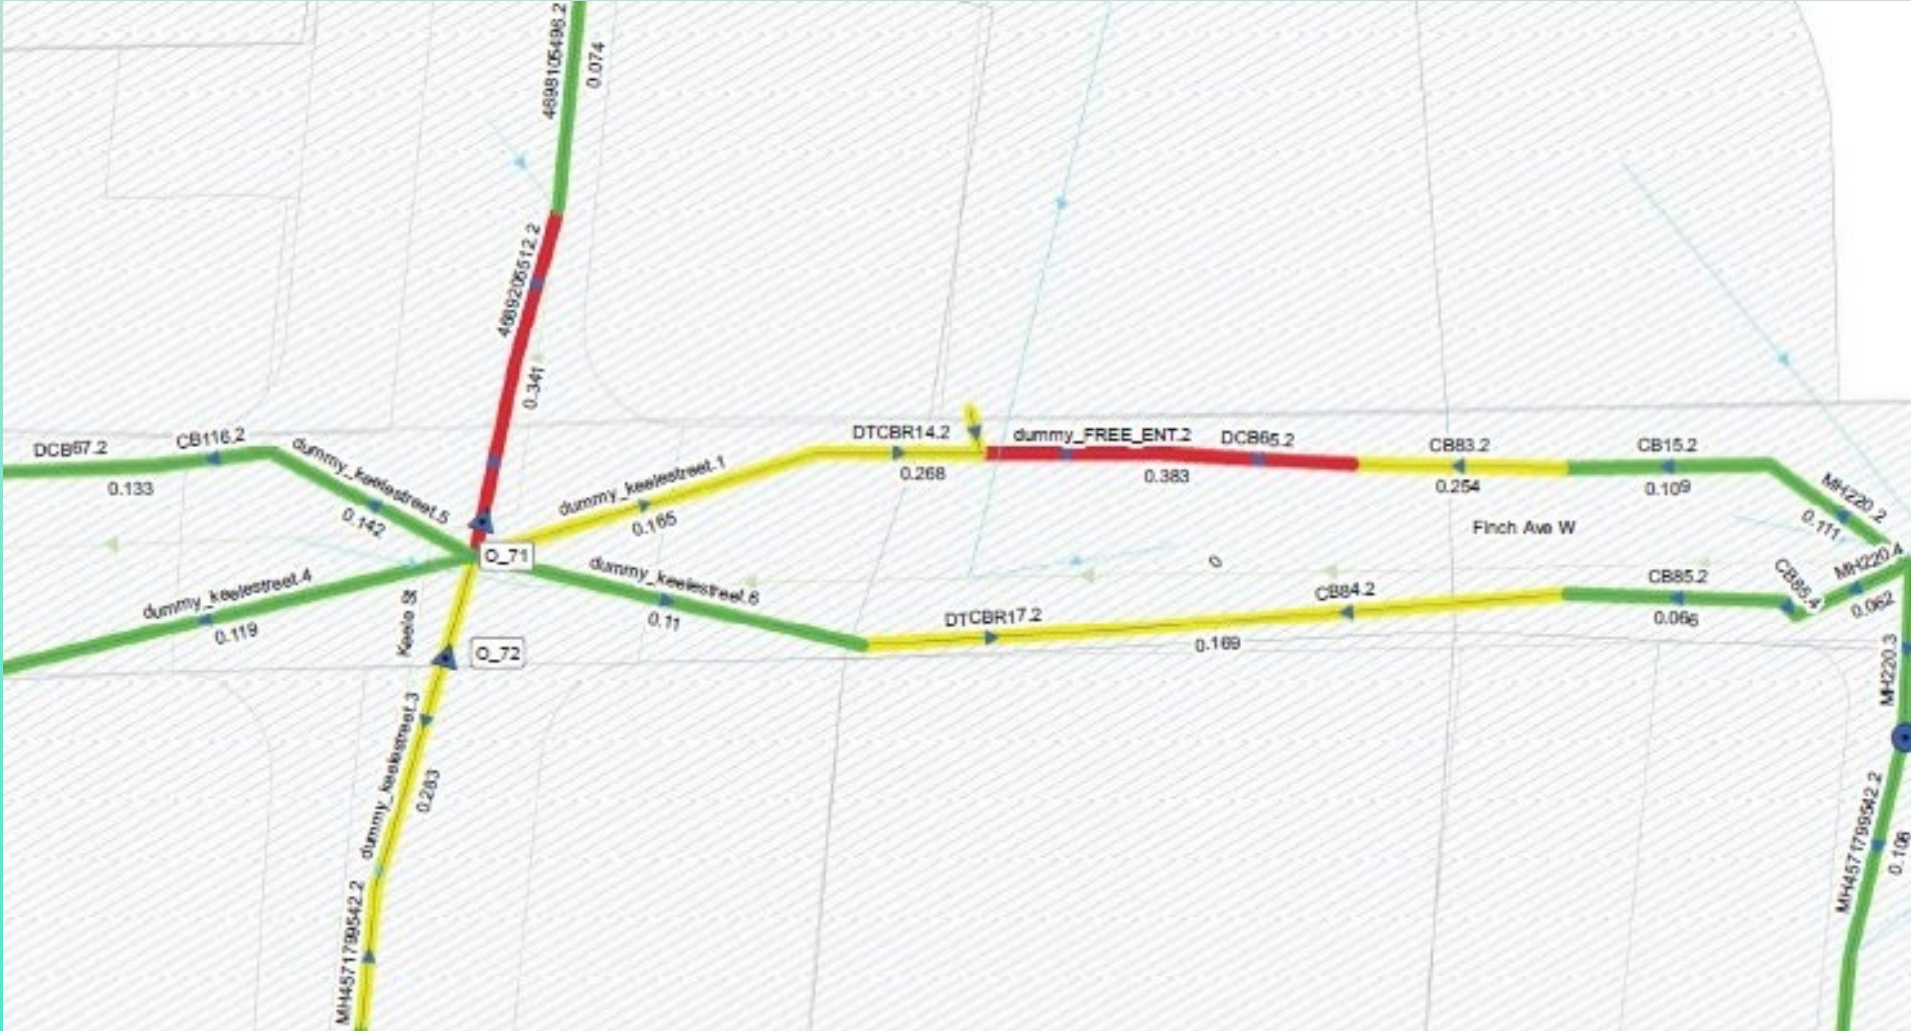 4698105496.2
0.074
4669205512.2
0.341
DCB67.2
CB116.2
dummy_keelestreet.5
0.133
0.142
dummy_keelestreet.1
0.165
DTCBR14.2
0.268
dummy_FREE_ENT.2
DCB65.2
0.383
CB83.2
0.254
CB15.2
0.109
MH220.2
0.111
Finch Ave W
O_71
dummy_keelestreet.4
0.119
dummy_keelestreet.6
0.11
0
DTCBR17.2
CB84.2
0.169
CB85.2
0.066
CB85.4
MH220.4
0.062
Keele St
O_72
MH220.3
dummy_keelestreet.3
0.263
MH4571799542.2
MH4571799542.2
0.106